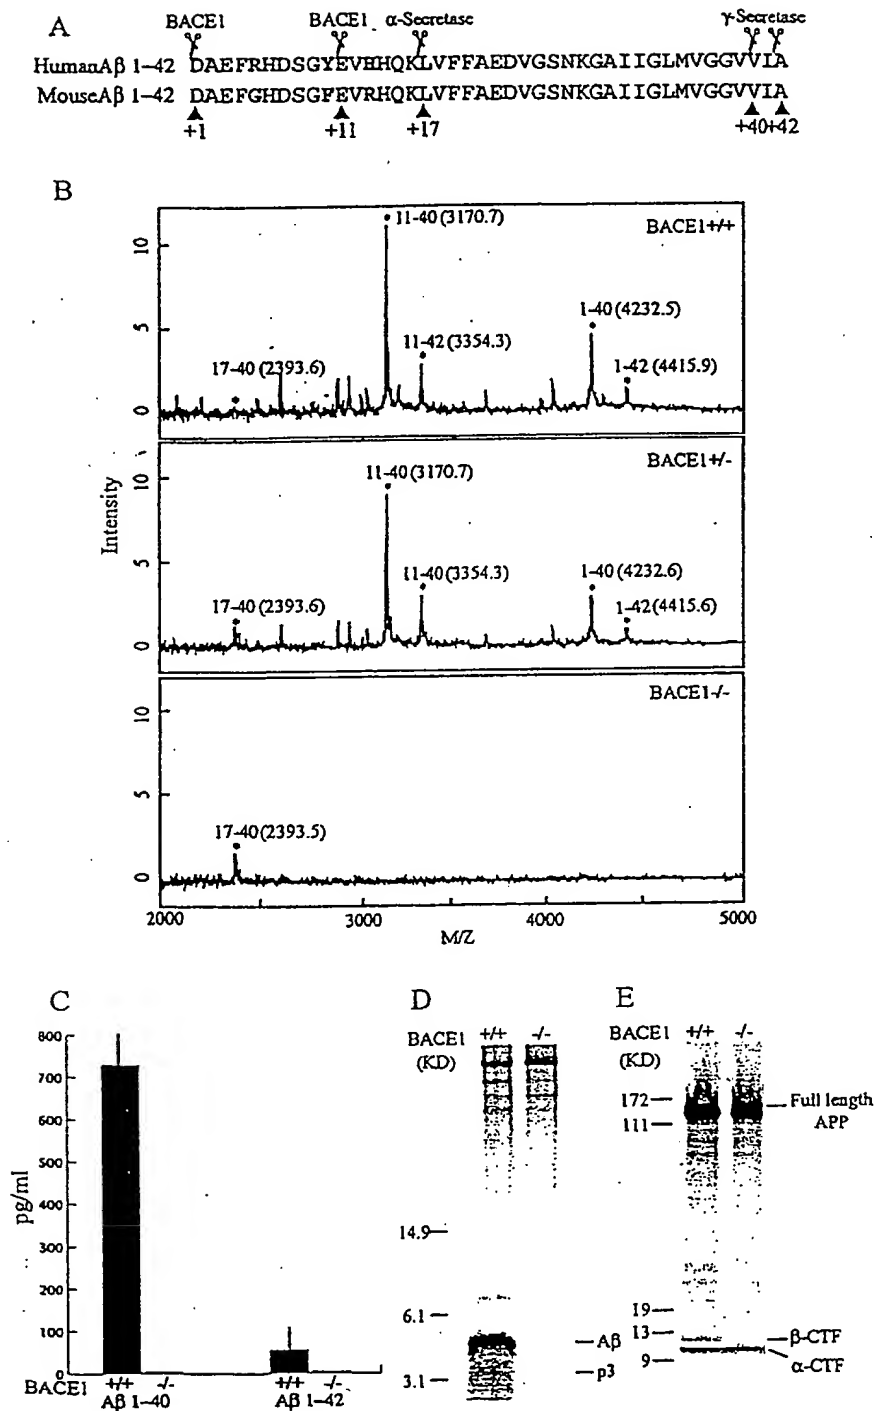 A
BACE1 BACE1 α-Secretase γ-Secretase
HumanAβ 1-42 DAEFRHDSGYEVHHQKLVFFAEDVGSNKGAIIGLMVGGVVIA
MouseAβ 1-42 DAEFGHDSGFEVRHQKLVFFAEDVGSNKGAIIGLMVGGVVIA
+1 +11 +17 +40+42
B
BACE1+/+
11-40 (3170.7)
11-42 (3354.3)
1-40 (4232.5)
1-42 (4415.9)
17-40 (2393.6)
10
5
0
BACE1+/-
11-40 (3170.7)
11-40 (3354.3)
1-40 (4232.6)
1-42 (4415.6)
17-40 (2393.6)
10
5
0
Intensity
BACE1-/-
17-40 (2393.5)
10
5
0
2000 3000 4000 5000
M/Z
C
800
700
600
500
400
300
200
100
0
pg/ml
BACE1 +/+ -/- +/+ -/-
Aβ 1-40 Aβ 1-42
D
BACE1 +/+ -/-
(KD)
14.9
6.1
3.1
Aβ
p3
E
BACE1 +/+ -/-
(KD)
172
111
19
13
9
Full length
APP
β-CTF
α-CTF